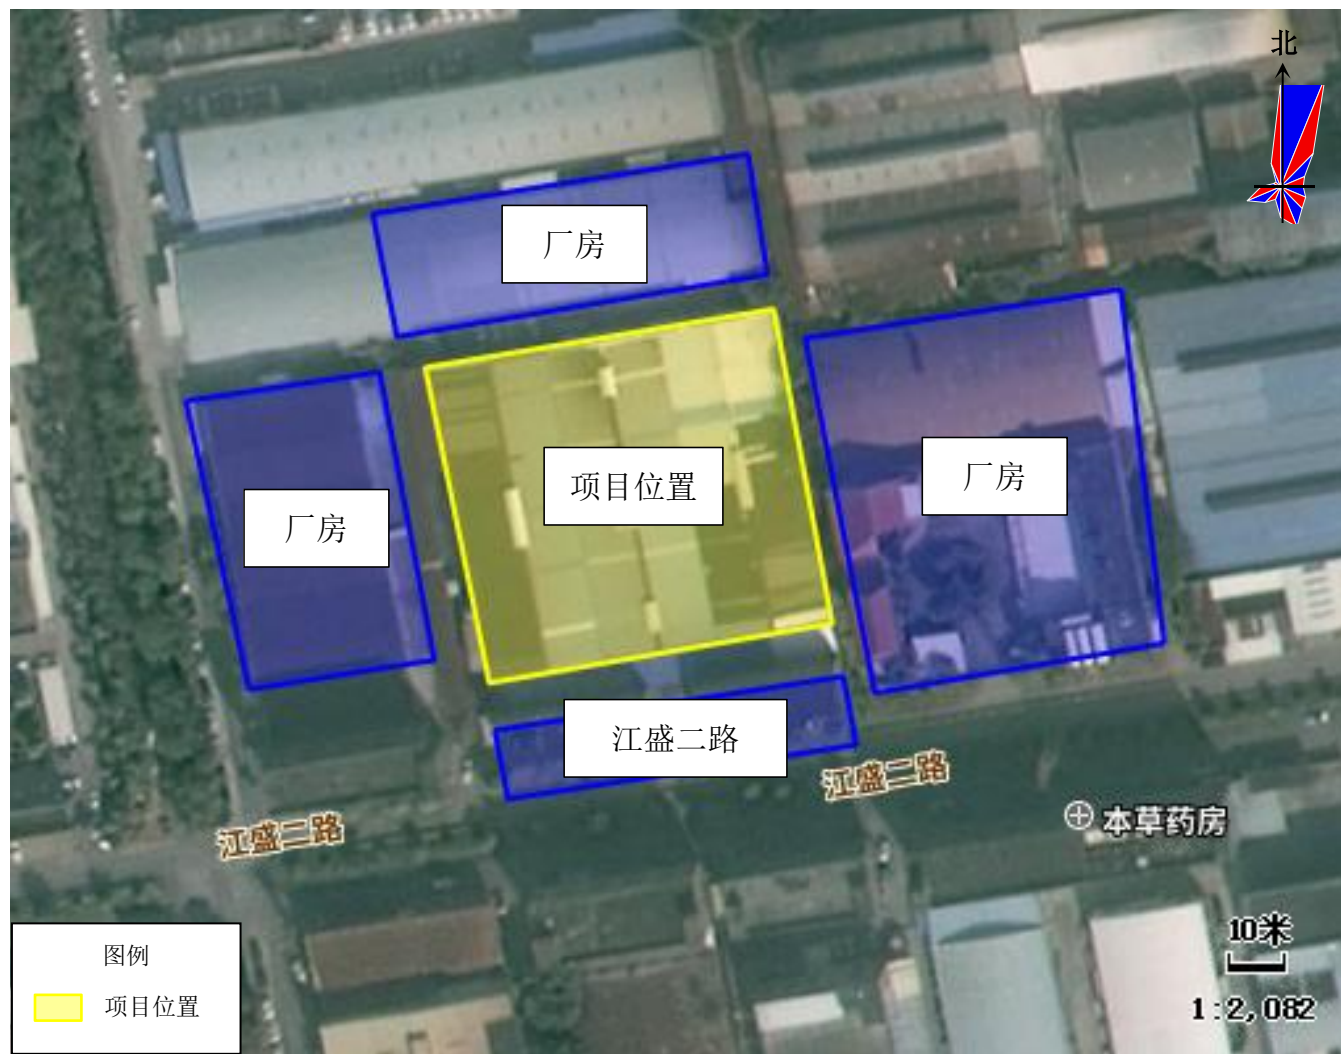 北
厂房
项目位置
厂房
厂房
江盛二路
江盛二路
江盛二路
本草药房
10米
1:2,082
图例
项目位置